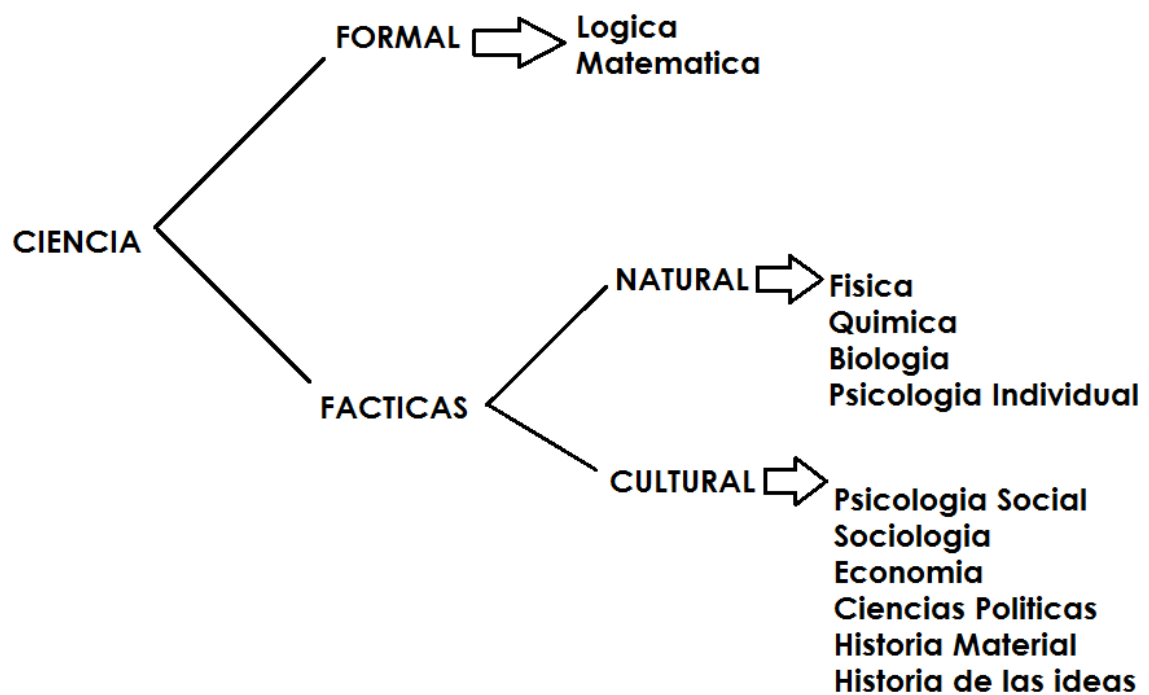 FORMAL
Logica
Matematica
CIENCIA
NATURAL
Fisica
Quimica
Biologia
Psicologia Individual
FACTICAS
CULTURAL
Psicologia Social
Sociologia
Economia
Ciencias Politicas
Historia Material
Historia de las ideas